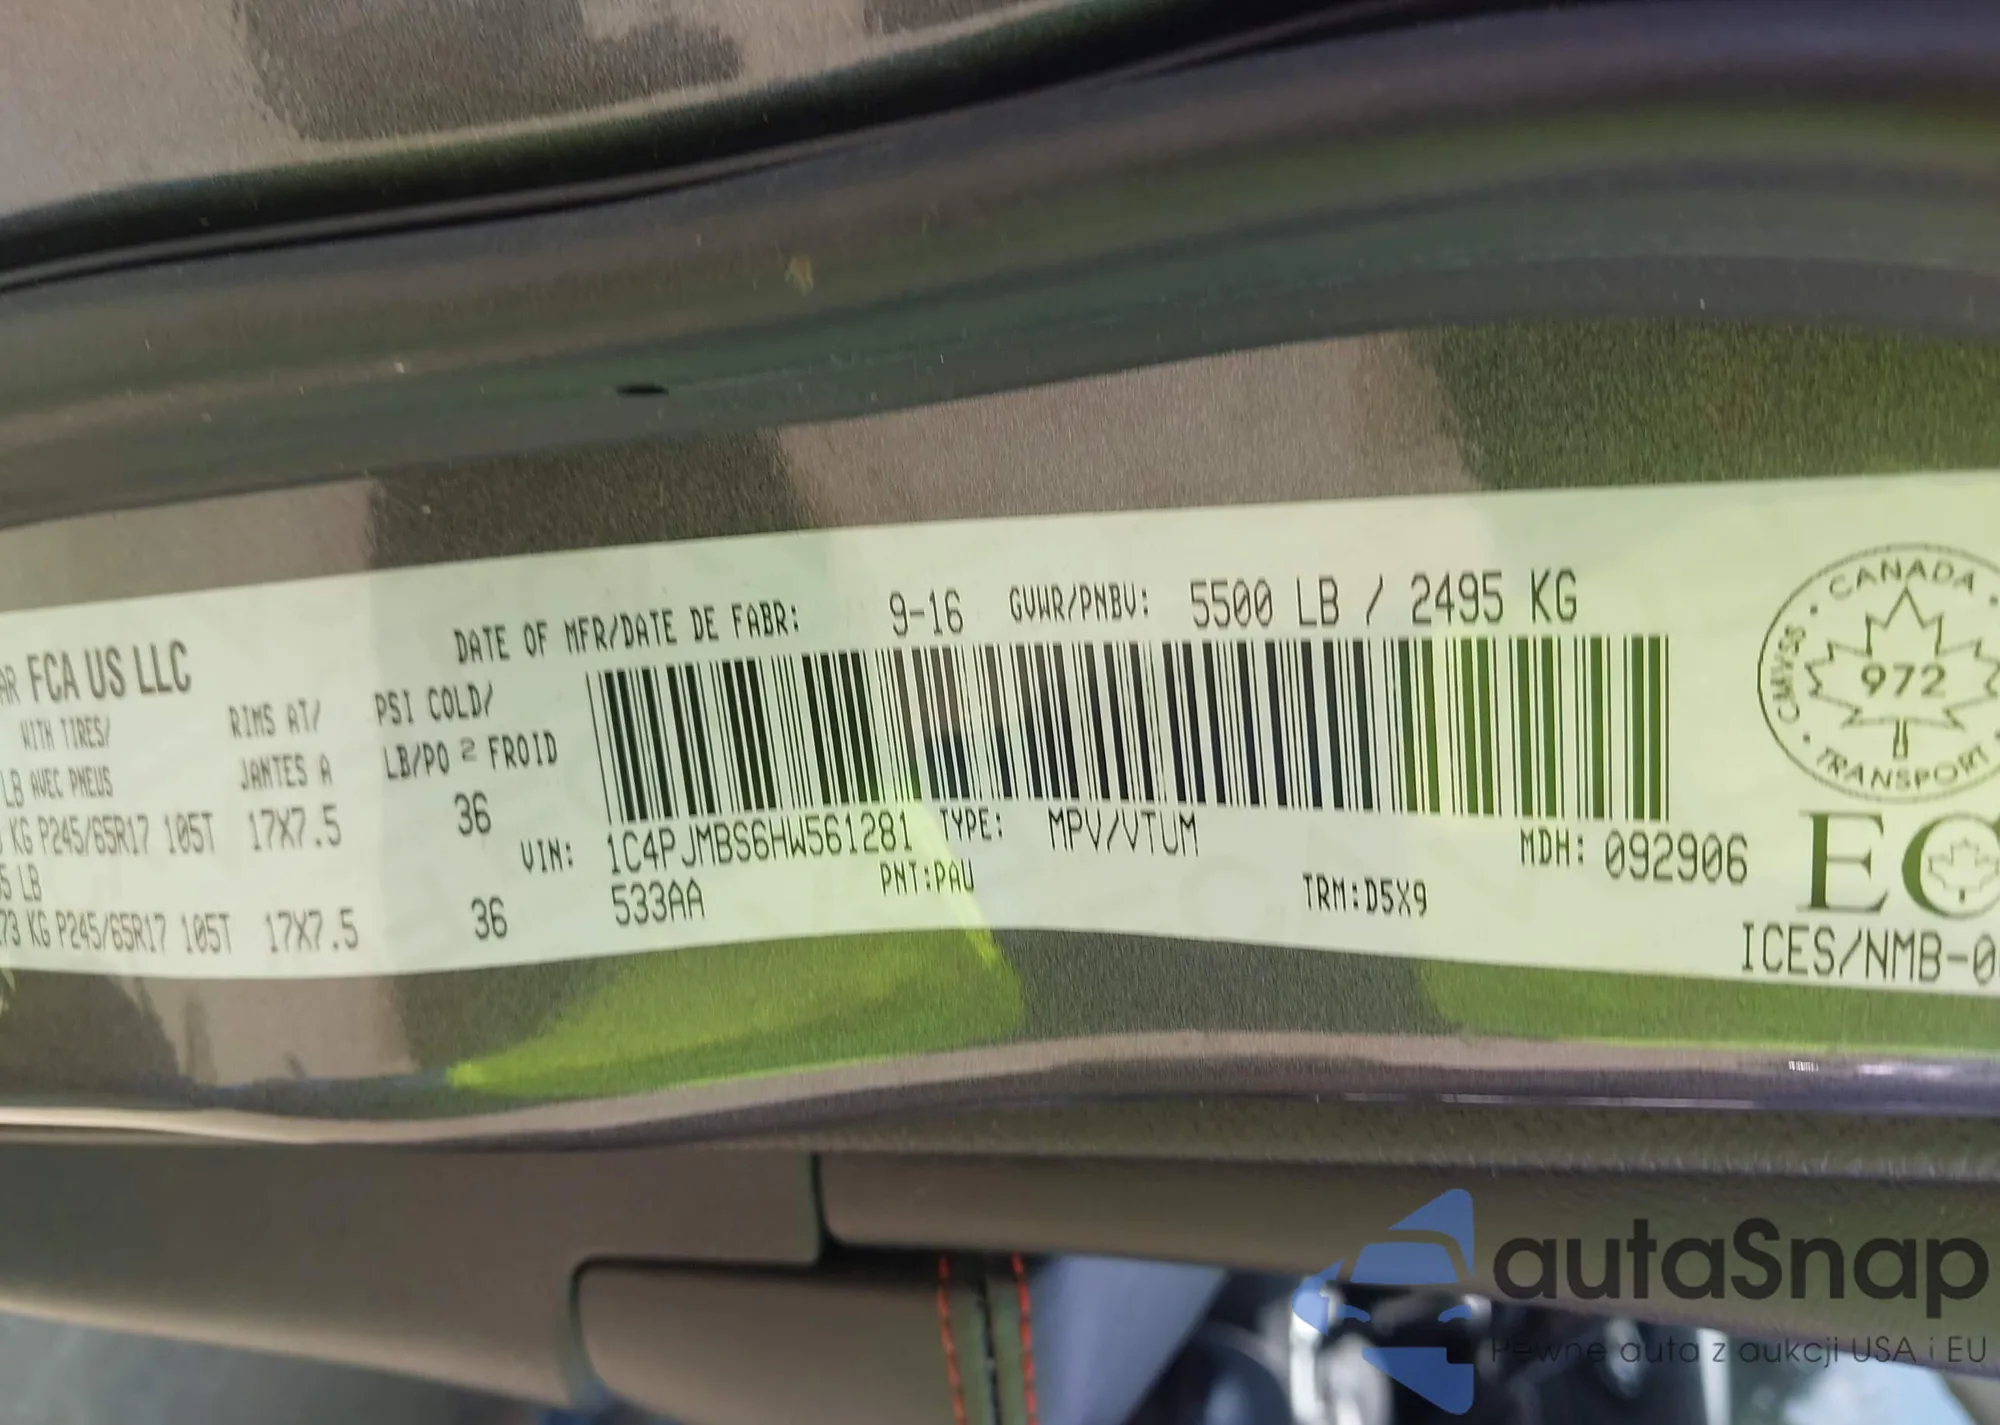 AR FCA US LLC
DATE OF MFR/DATE DE FABR: 9-16 GVWR/PNBV: 5500 LB / 2495 KG
WITH TIRES/ RIMS AT/ PSI COLD/
LB AVEC PNEUS JANTES A LB/PO 2 FROID
KG P245/65R17 105T 17X7.5 36
5 LB
73 KG P245/65R17 105T 17X7.5 36
VIN: 1C4PJMBS6HW561281 TYPE: MPV/VTUM MDH: 092906
533AA PNT:PAU TRM:D5X9
CANADA
CMVSS
972
TRANSPORT
ICES/NMB-0
autaSnap
Pewne auta z aukcji USA i EU